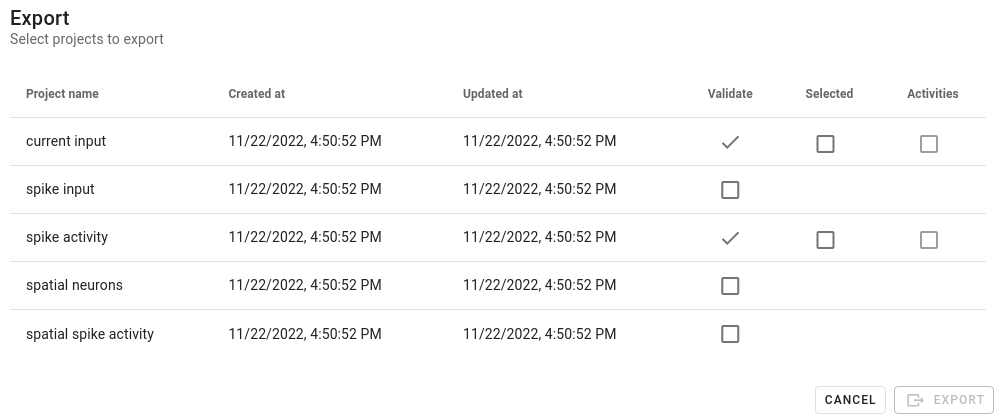 Export
Select projects to export
Project name Created at Updated at Validate Selected Activities
current input 11/22/2022, 4:50:52 PM 11/22/2022, 4:50:52 PM
spike input 11/22/2022, 4:50:52 PM 11/22/2022, 4:50:52 PM
spike activity 11/22/2022, 4:50:52 PM 11/22/2022, 4:50:52 PM
spatial neurons 11/22/2022, 4:50:52 PM 11/22/2022, 4:50:52 PM
spatial spike activity 11/22/2022, 4:50:52 PM 11/22/2022, 4:50:52 PM
CANCEL EXPORT